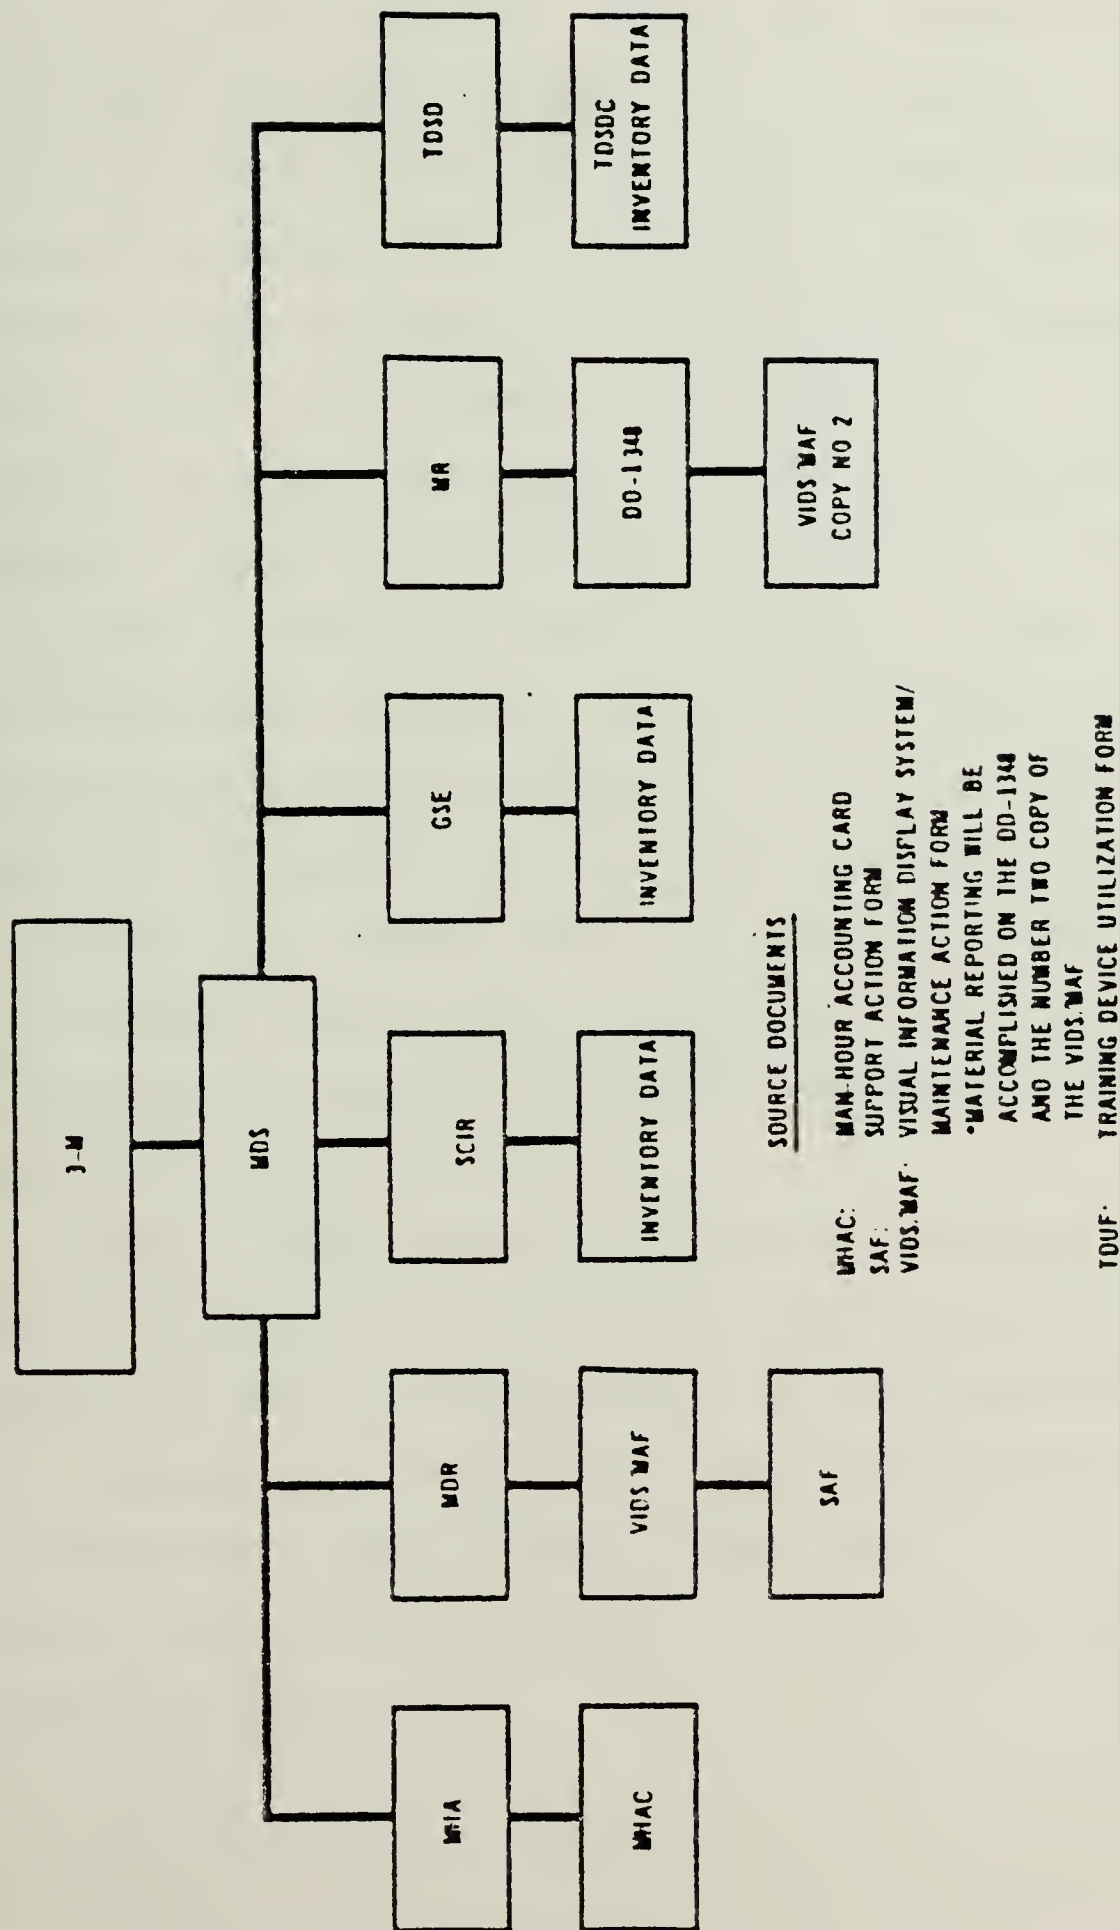 3-M
MDS
MHA
MDR
SCIR
GSE
MR
TDSD
MHAC
VIDS MAF
INVENTORY DATA
INVENTORY DATA
DD-1348
TDSDC
INVENTORY DATA
SAF
VIDS MAF
COPY NO 2
SOURCE DOCUMENTS
MHAC: MAN-HOUR ACCOUNTING CARD
SAF: SUPPORT ACTION FORM
VIDS.MAF: VISUAL INFORMATION DISPLAY SYSTEM/
MAINTENANCE ACTION FORM
*MATERIAL REPORTING WILL BE
ACCOMPLISHED ON THE DD-1348
AND THE NUMBER TWO COPY OF
THE VIDS.MAF
TDUF: TRAINING DEVICE UTILIZATION FORM